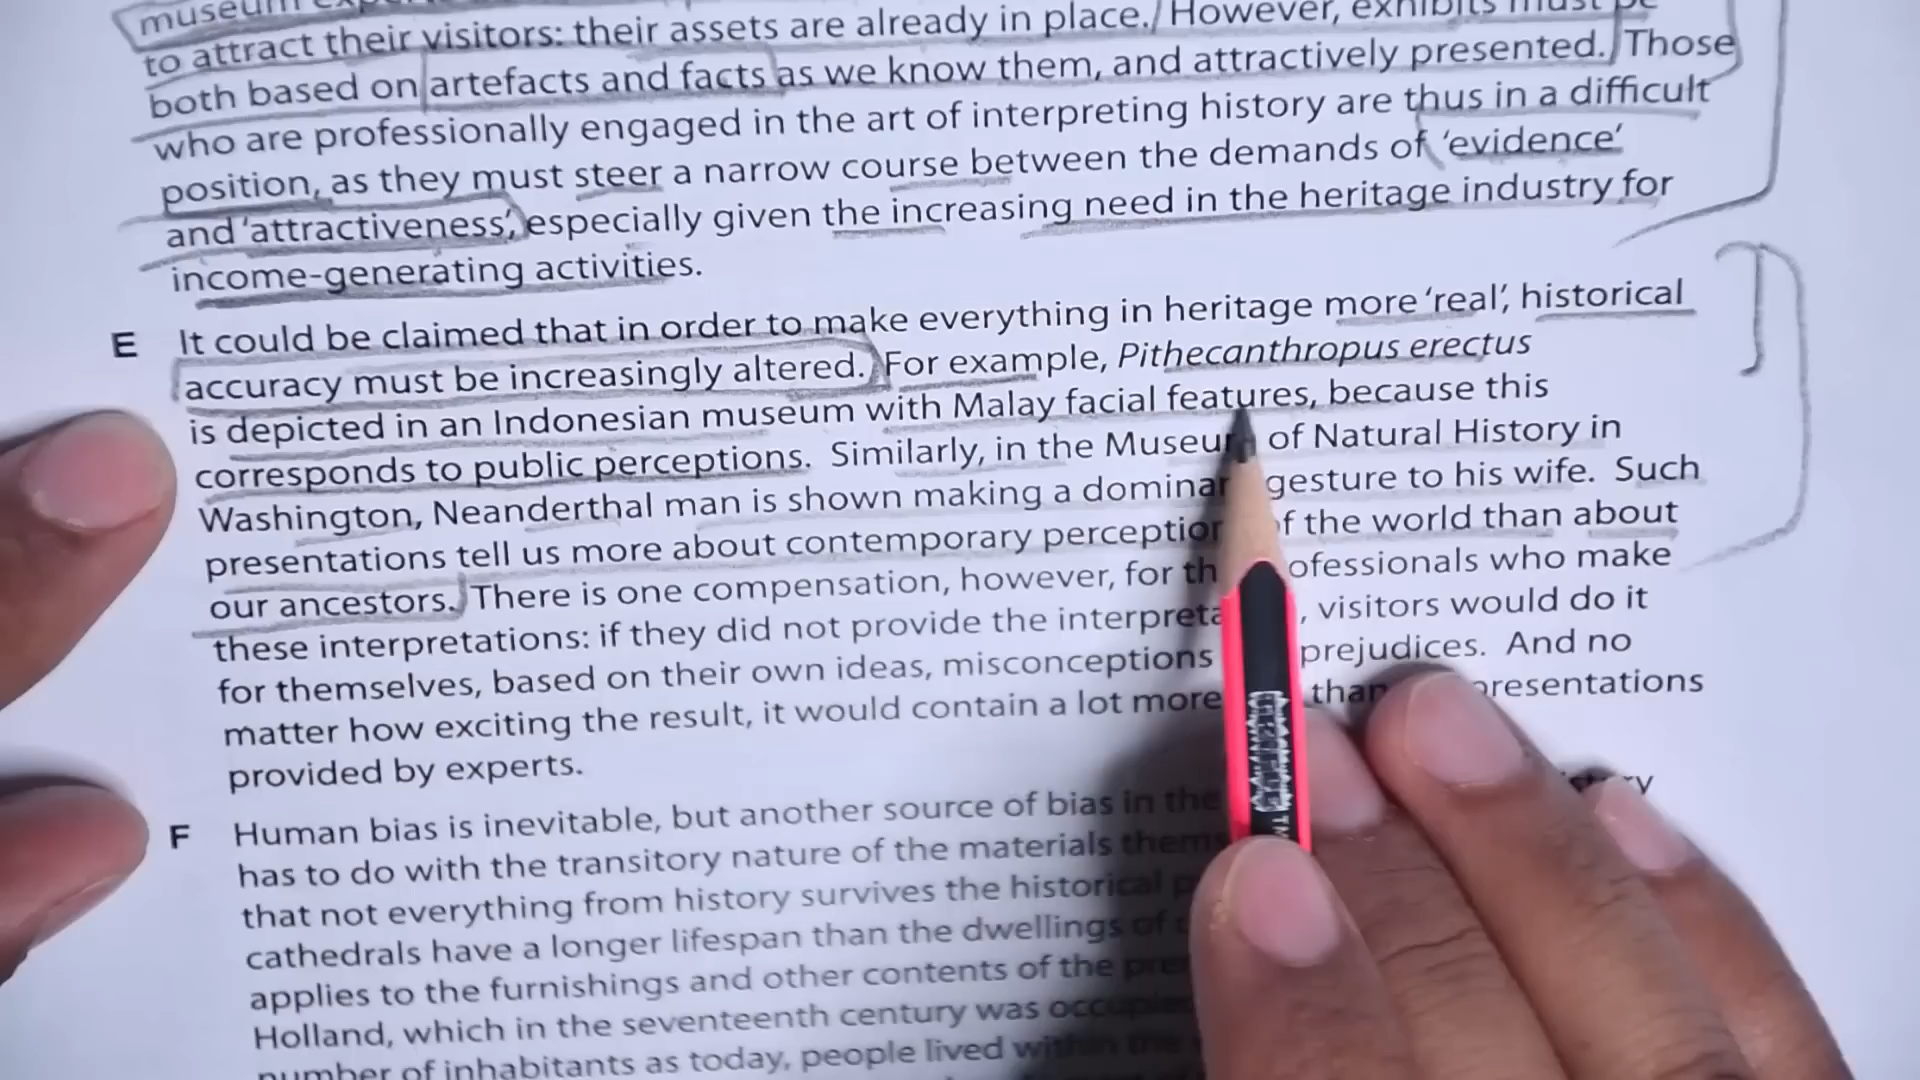 museum
to attract their visitors: their assets are already in place. However, exhibits must be
both based on artefacts and facts as we know them, and attractively presented. Those
who are professionally engaged in the art of interpreting history are thus in a difficult
position, as they must steer a narrow course between the demands of ‘evidence’
and ‘attractiveness’, especially given the increasing need in the heritage industry for
income-generating activities.
E It could be claimed that in order to make everything in heritage more ‘real’, historical
accuracy must be increasingly altered. For example, Pithecanthropus erectus
is depicted in an Indonesian museum with Malay facial features, because this
corresponds to public perceptions. Similarly, in the Museum of Natural History in
Washington, Neanderthal man is shown making a dominant gesture to his wife. Such
presentations tell us more about contemporary perceptions of the world than about
our ancestors. There is one compensation, however, for the professionals who make
these interpretations: if they did not provide the interpretation, visitors would do it
for themselves, based on their own ideas, misconceptions prejudices. And no
matter how exciting the result, it would contain a lot more than presentations
provided by experts.
F Human bias is inevitable, but another source of bias in the
has to do with the transitory nature of the materials
that not everything from history survives the historical
cathedrals have a longer lifespan than the dwellings of
applies to the furnishings and other contents of the
Holland, which in the seventeenth century was occupied
number of inhabitants as today, people lived within the